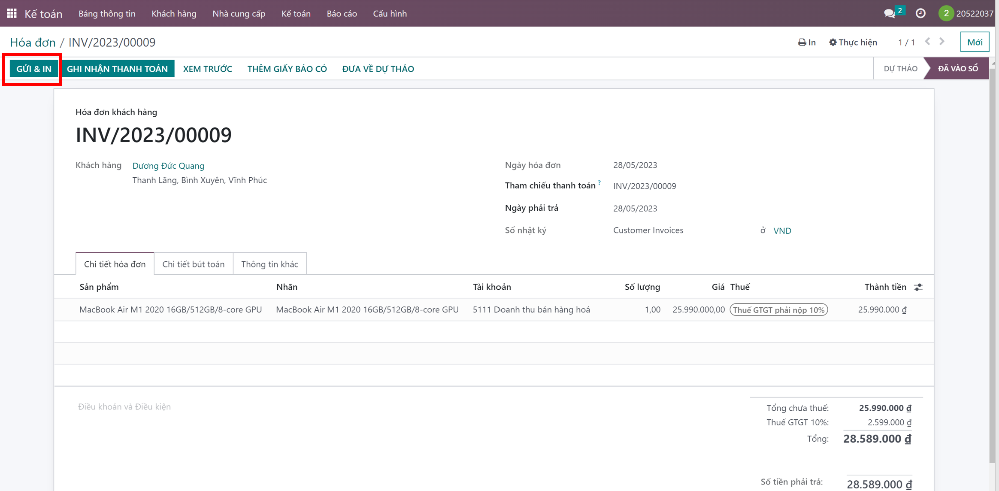 Kế toán Bảng thông tin Khách hàng Nhà cung cấp Kế toán Báo cáo Cấu hình 2 2 20522037
Hóa đơn / INV/2023/00009 In Thực hiện 1 / 1 Mới
GỬI & IN GHI NHẬN THANH TOÁN XEM TRƯỚC THÊM GIẤY BÁO CÓ ĐƯA VỀ DỰ THẢO DỰ THẢO ĐÃ VÀO SỔ
Hóa đơn khách hàng
INV/2023/00009
Khách hàng Dương Đức Quang Ngày hóa đơn 28/05/2023
Thanh Lãng, Bình Xuyên, Vĩnh Phúc
Tham chiếu thanh toán ? INV/2023/00009
Ngày phải trả 28/05/2023
Sổ nhật ký Customer Invoices ở VND
Chi tiết hóa đơn Chi tiết bút toán Thông tin khác
Sản phẩm Nhãn Tài khoản Số lượng Giá Thuế Thành tiền
MacBook Air M1 2020 16GB/512GB/8-core GPU MacBook Air M1 2020 16GB/512GB/8-core GPU 5111 Doanh thu bán hàng hoá 1,00 25.990.000,00 Thuế GTGT phải nộp 10% 25.990.000 ₫
Điều khoản và Điều kiện
Tổng chưa thuế: 25.990.000 ₫
Thuế GTGT 10%: 2.599.000 ₫
Tổng: 28.589.000 ₫
Số tiền phải trả: 28.589.000 ₫